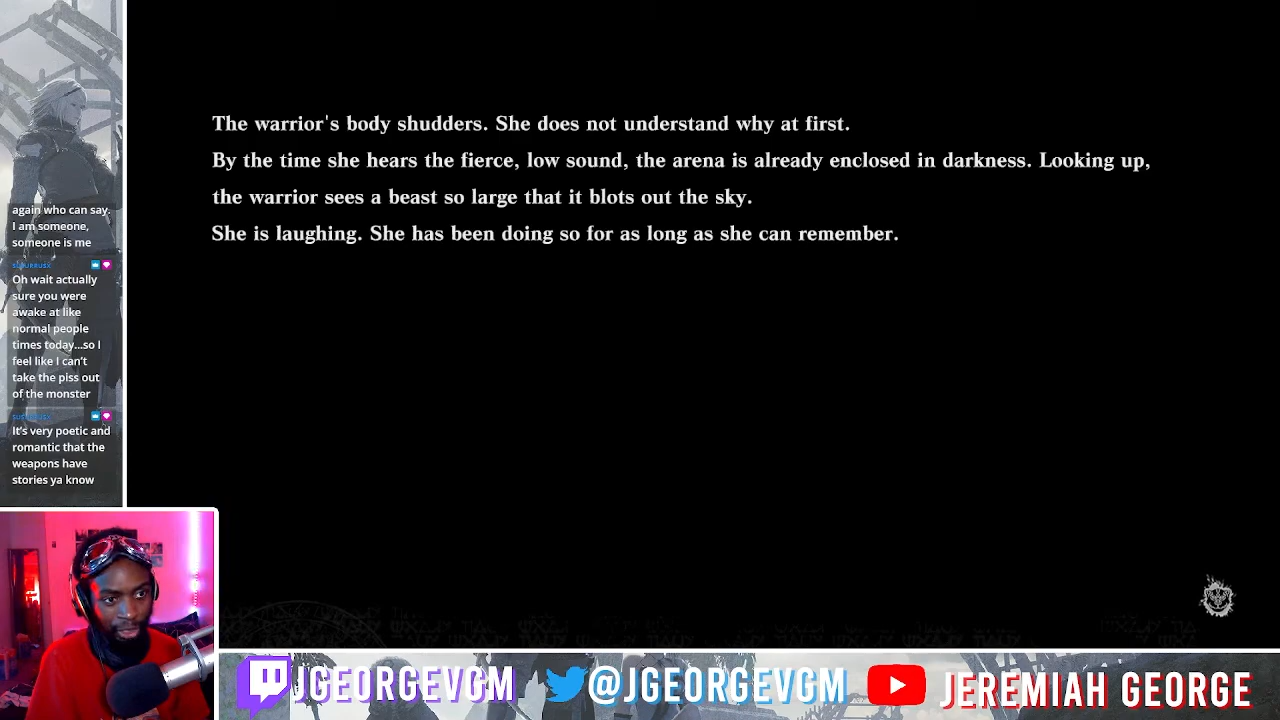 The warrior's body shudders. She does not understand why at first.
By the time she hears the fierce, low sound, the arena is already enclosed in darkness. Looking up,
the warrior sees a beast so large that it blots out the sky.
She is laughing. She has been doing so for as long as she can remember.
again who can say.
I am someone,
someone is me
Oh wait actually
sure you were
awake at like
normal people
times today...so I
feel like I can't
take the piss out
of the monster
It's very poetic and
romantic that the
weapons have
stories ya know
JGEORGEVGM
@JGEORGEVGM
JEREMIAH GEORGE